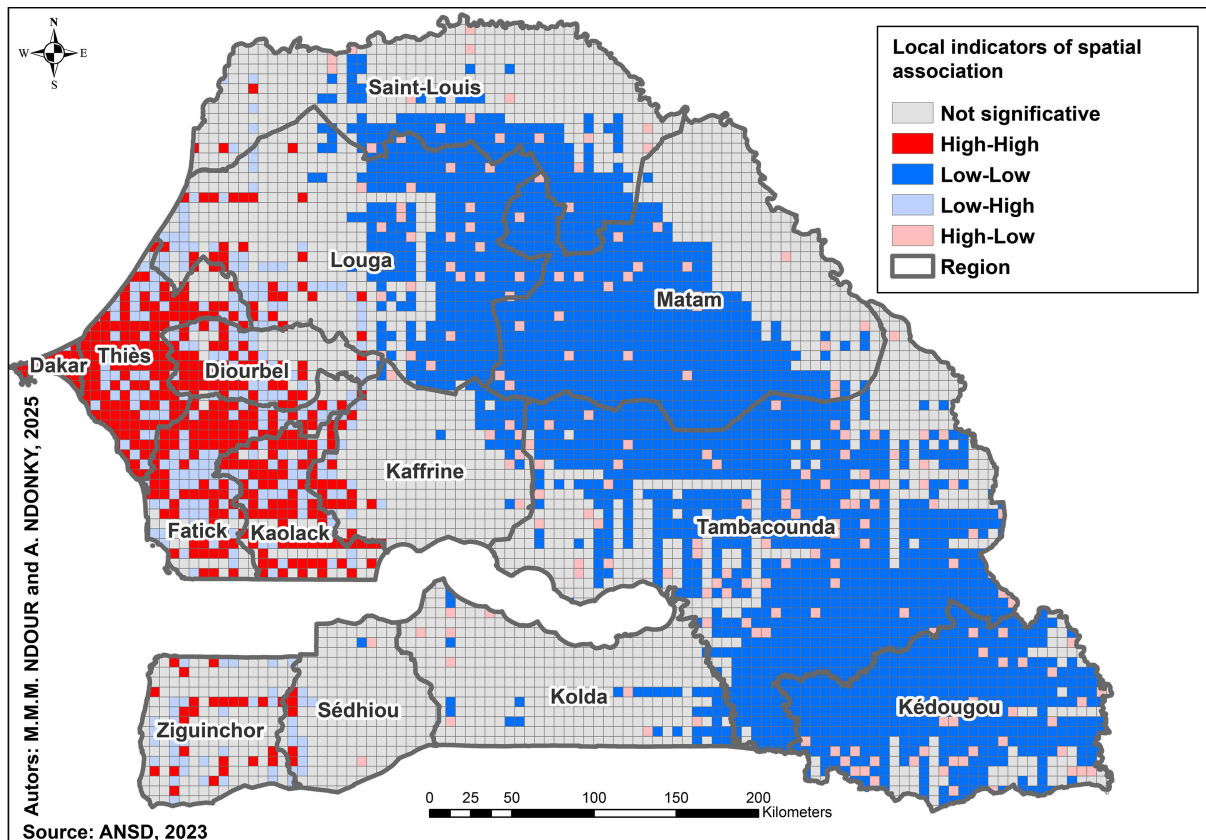 N
W E
S
Local indicators of spatial
association
Not significative
High-High
Low-Low
Low-High
High-Low
Region
Saint-Louis
Louga
Matam
Dakar
Thiès
Diourbel
Kaffrine
Fatick
Kaolack
Tambacounda
Ziguinchor
Sédhiou
Kolda
Kédougou
Autors: M.M.M. NDOUR and A. NDONKY, 2025
0 25 50 100 150 200
Kilometers
Source: ANSD, 2023